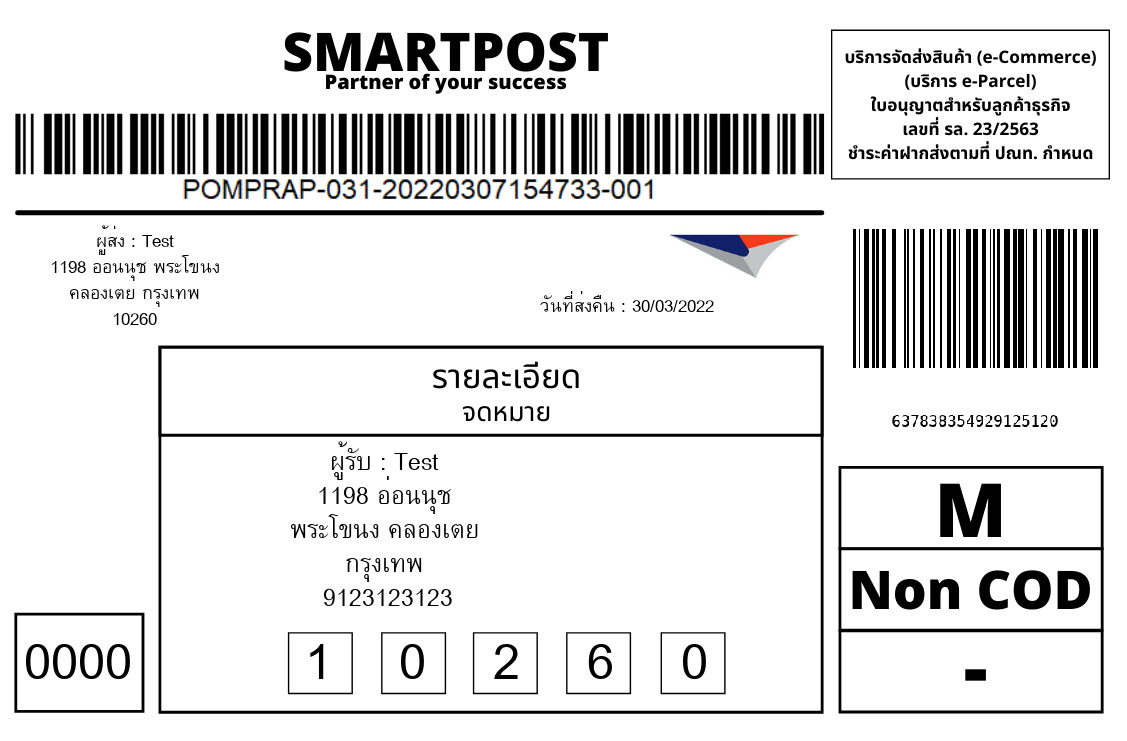 SMARTPOST
Partner of your success
POMPRAP-031-20220307154733-001
บริการจัดส่งสินค้า (e-Commerce)
(บริการ e-Parcel)
ใบอนุญาตสำหรับลูกค้าธุรกิจ
เลขที่ รล. 23/2563
ชำระค่าฝากส่งตามที่ ปณท. กำหนด
ผู้ส่ง : Test
1198 อ่อนนุช พระโขนง
คลองเตย กรุงเทพ
10260
วันที่ส่งคืน : 30/03/2022
637838354929125120
รายละเอียด
จดหมาย
ผู้รับ : Test
1198 อ่อนนุช
พระโขนง คลองเตย
กรุงเทพ
9123123123
1 0 2 6 0
0000
M
Non COD
-